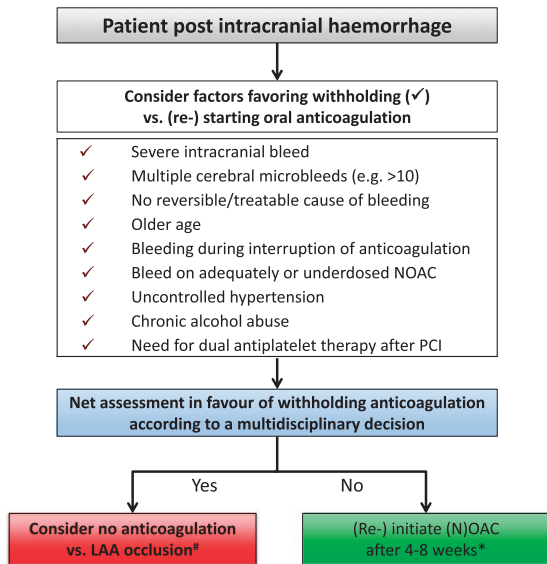 Patient post intracranial haemorrhage
Consider factors favoring withholding (✓)
vs. (re-) starting oral anticoagulation
✓ Severe intracranial bleed
✓ Multiple cerebral microbleeds (e.g. >10)
✓ No reversible/treatable cause of bleeding
✓ Older age
✓ Bleeding during interruption of anticoagulation
✓ Bleed on adequately or underdosed NOAC
✓ Uncontrolled hypertension
✓ Chronic alcohol abuse
✓ Need for dual antiplatelet therapy after PCI
Net assessment in favour of withholding anticoagulation
according to a multidisciplinary decision
Yes
No
Consider no anticoagulation
vs. LAA occlusion#
(Re-) initiate (N)OAC
after 4-8 weeks*